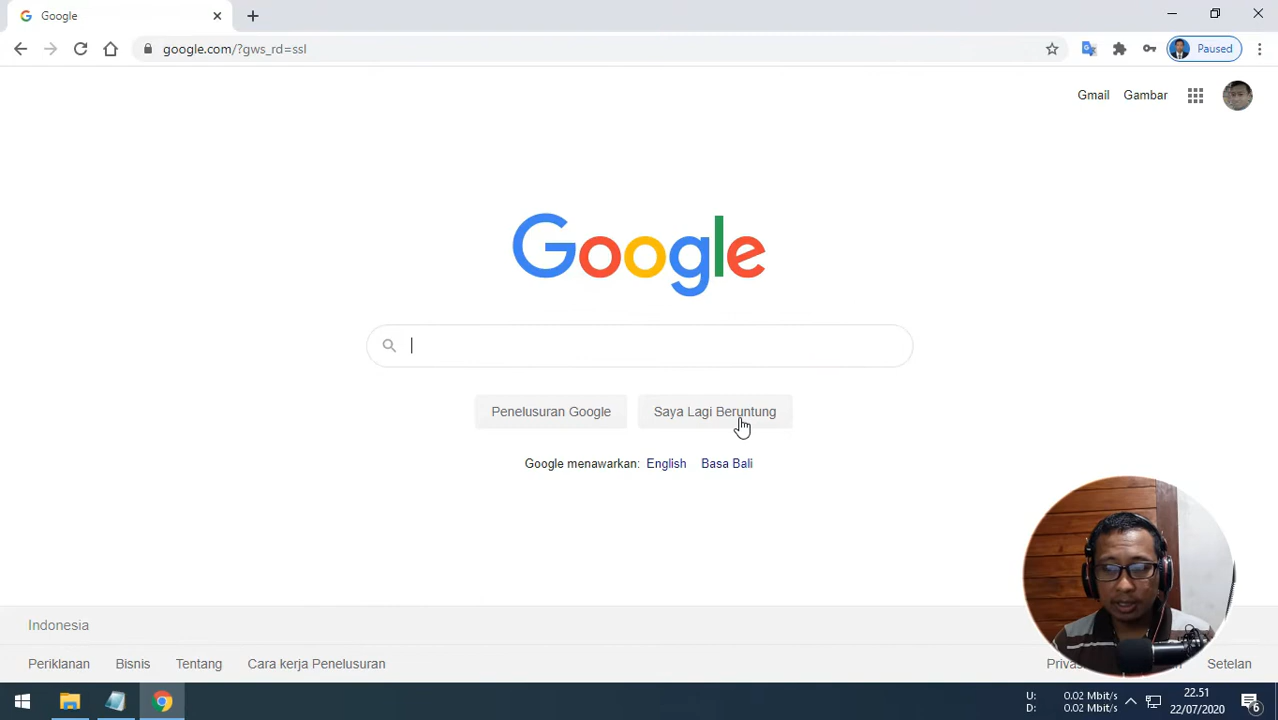 Google
google.com/?gws_rd=ssl
Paused
Gmail Gambar
Google
Penelusuran Google Saya Lagi Beruntung
Google menawarkan: English Basa Bali
Indonesia
Periklanan Bisnis Tentang Cara kerja Penelusuran Setelan
U: 0.02 Mbit/s
D: 0.02 Mbit/s
22.51
22/07/2020
6